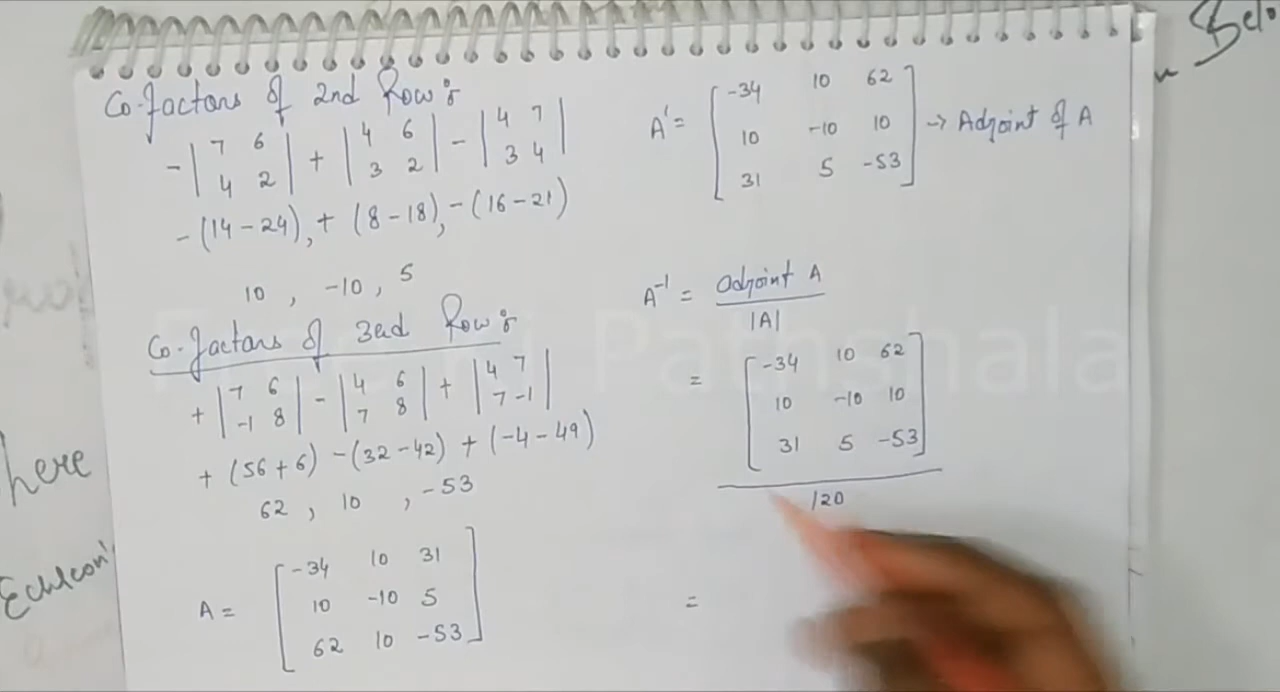 Co-factors of 2nd Row:
-|7 6| + |4 6| - |4 7|
|4 2| |3 2| |3 4|
-(14-24), + (8-18), -(16-21)
10 , -10 , 5
Co-factors of 3rd Row:
+ |7 6| - |4 6| + |4 7|
|-1 8| |7 8| |7 -1|
+ (56+6) -(32-42) + (-4-49)
62 , 10 , -53
A = [-34 10 31
10 -10 5
62 10 -53]
A' = [-34 10 62
10 -10 10
31 5 -53] → Adjoint of A
A⁻¹ = adjoint A
|A|
= [-34 10 62
10 -10 10
31 5 -53]
120
=
here
Pathshala